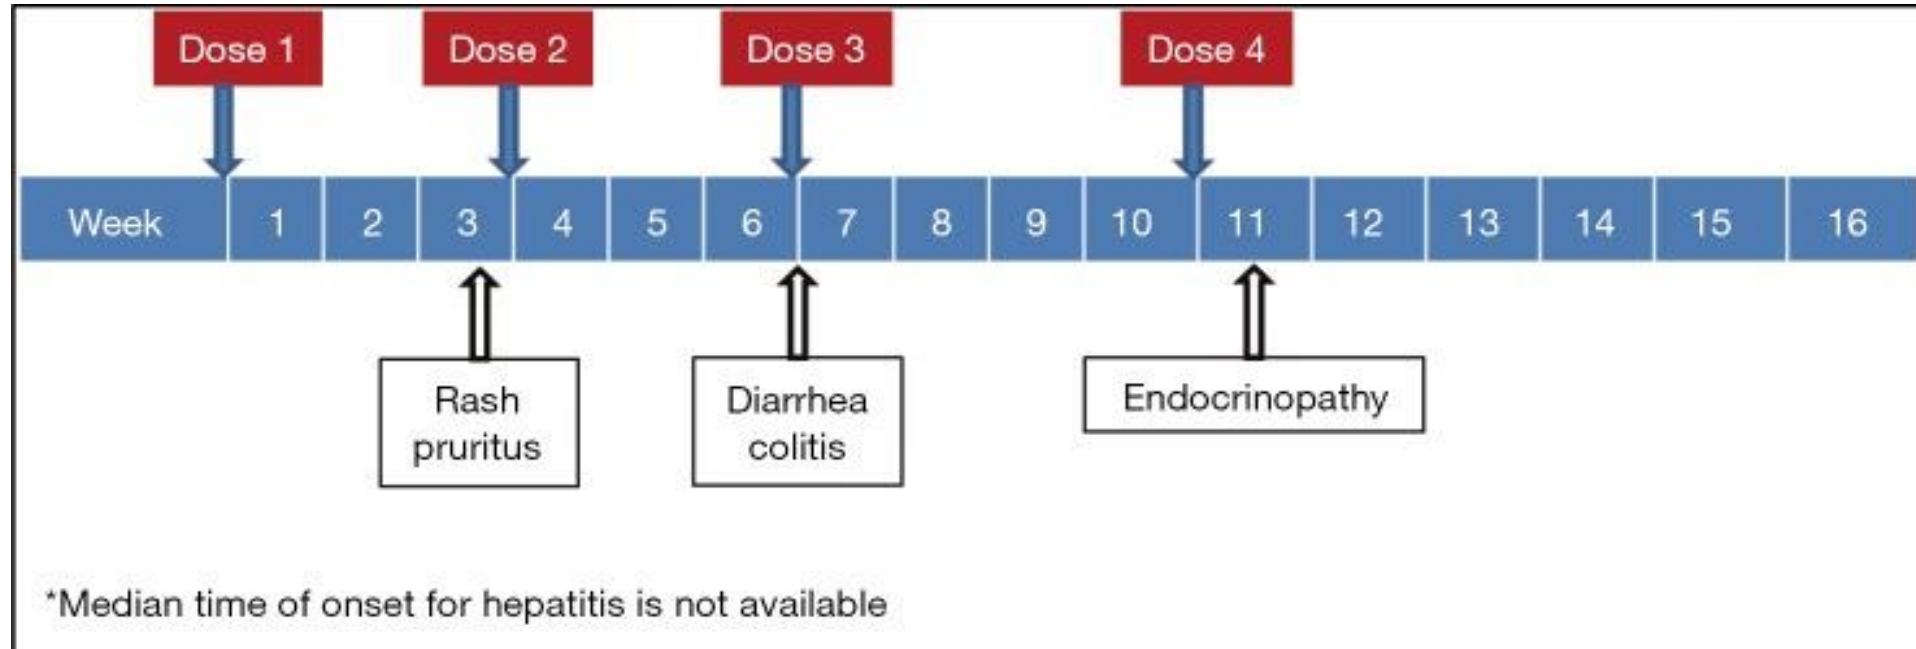 Dose 1 Dose 2 Dose 3 Dose 4
Week 1 2 3 4 5 6 7 8 9 10 11 12 13 14 15 16
Rash
pruritus
Diarrhea
colitis
Endocrinopathy
*Median time of onset for hepatitis is not available